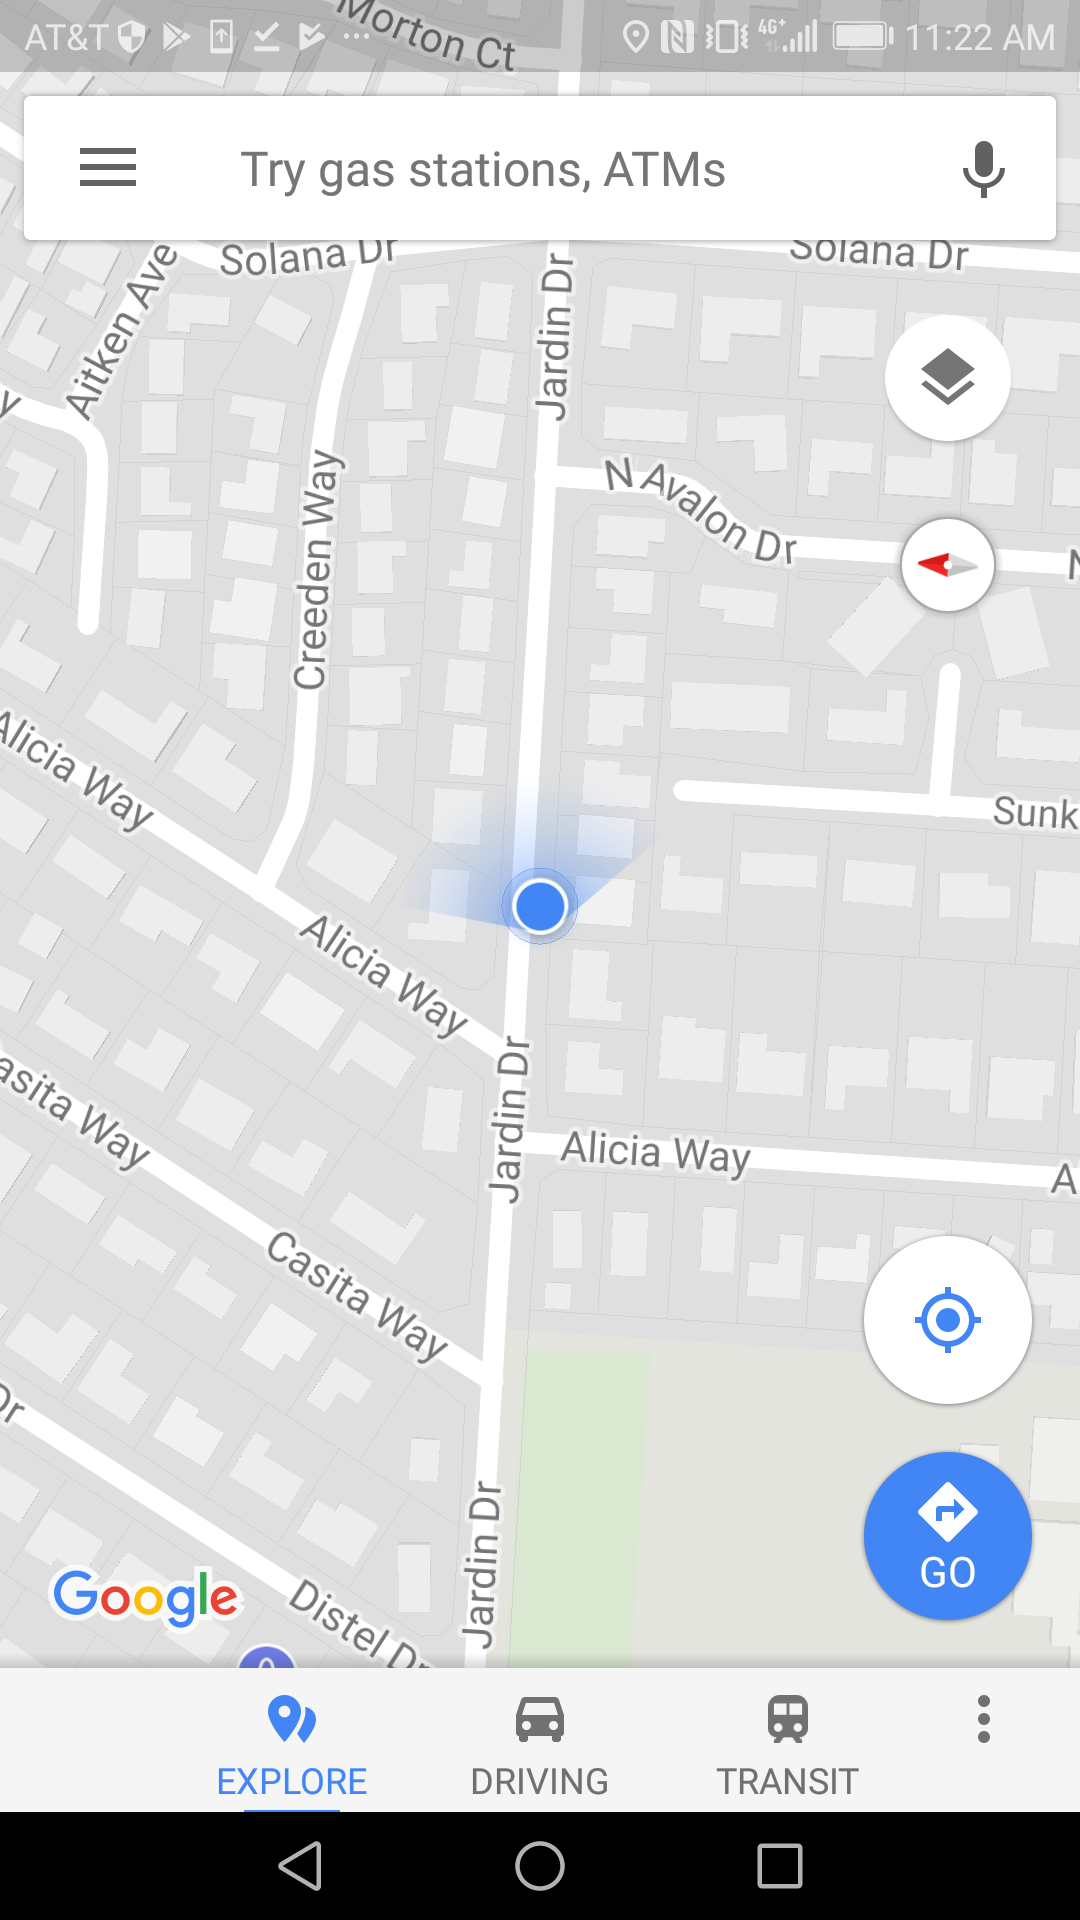 AT&T
4G+
11:22 AM
Morton Ct
Try gas stations, ATMs
Solana Dr
Solana Dr
Aitken Ave
Jardin Dr
y
N Avalon Dr
N
Creeden Way
Alicia Way
Sunk
Alicia Way
Jardin Dr
asita Way
Alicia Way
A
Casita Way
Dr
Jardin Dr
GO
Google
Distel Dr
EXPLORE
DRIVING
TRANSIT